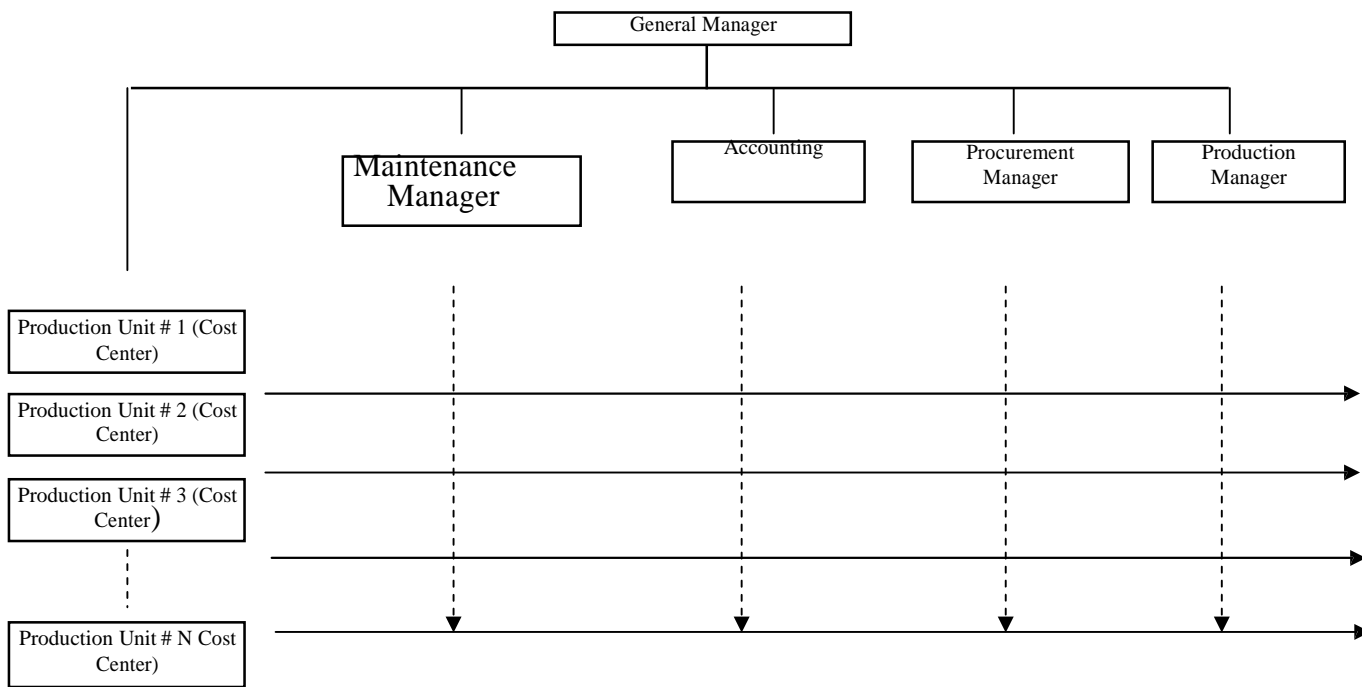 General Manager
Maintenance
Manager
Accounting
Procurement
Manager
Production
Manager
Production Unit # 1 (Cost
Center)
Production Unit # 2 (Cost
Center)
Production Unit # 3 (Cost
Center)
Production Unit # N Cost
Center)